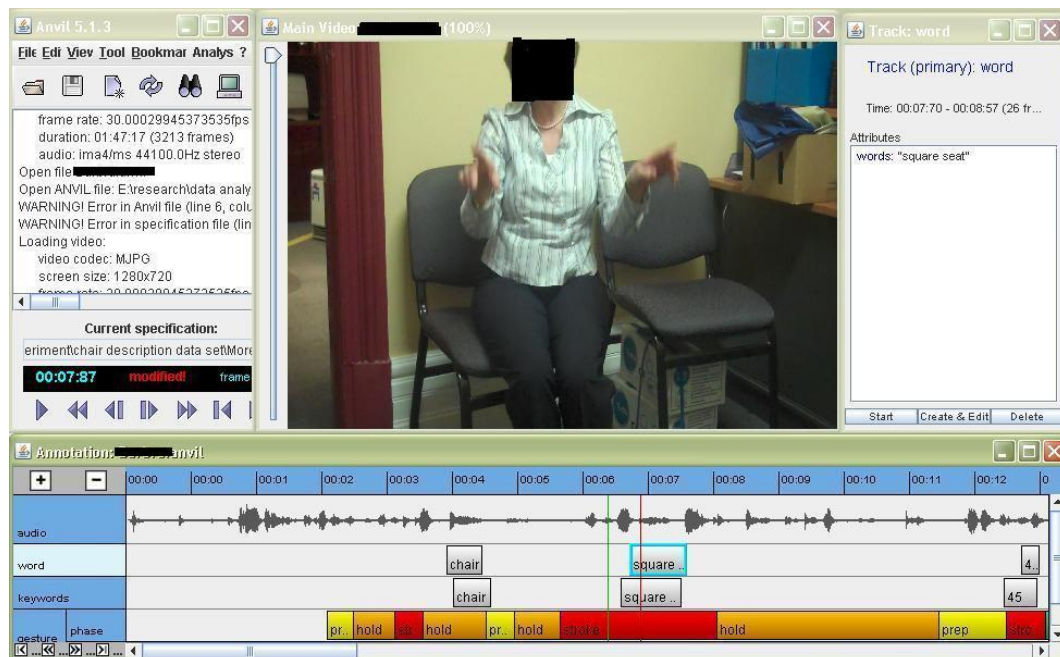 Anvil 5.1.3
File Edi Viev Tool Bookmar Analys ?
frame rate: 30.00029945373535fps
duration: 01:47:17 (3213 frames)
audio: ima4/ms 44100.0Hz stereo
Open file
Open ANVIL file: E:\research\data analy
WARNING! Error in Anvil file (line 6, colu
WARNING! Error in specification file (lin
Loading video:
video codec: MJPG
screen size: 1280x720
Current specification:
eriment\chair description data set\More
00:07:87 modified! frame
Main Video (100%)
Track: word
Track (primary): word
Time: 00:07:70 - 00:08:57 (26 fr...
Attributes
words: "square seat"
Start Create & Edit Delete
Annotation: anvil
+ - 00:00 00:00 00:01 00:02 00:03 00:04 00:05 00:06 00:07 00:08 00:09 00:10 00:11 00:12 0
audio
word chair square .. 4..
keywords chair square .. 45
gesture phase pr.. hold str hold pr.. hold stroke hold prep stro